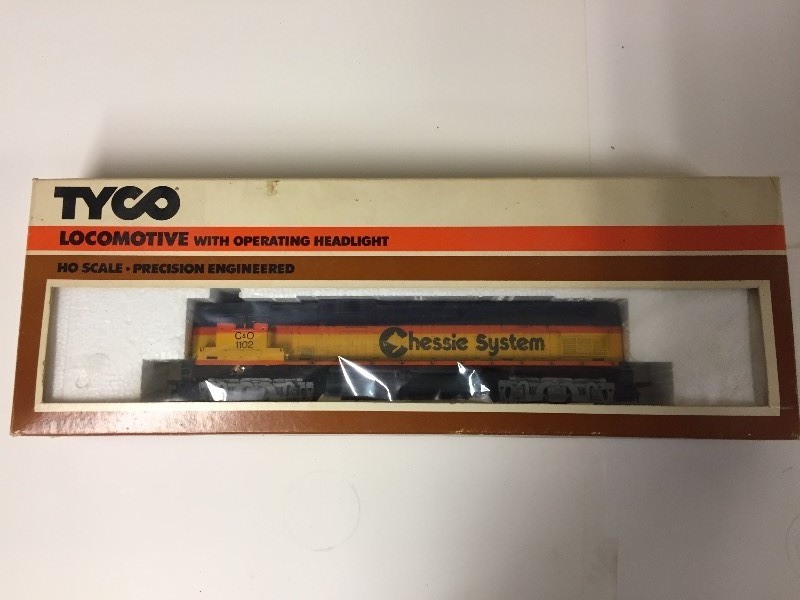 TYCO
LOCOMOTIVE WITH OPERATING HEADLIGHT
HO SCALE • PRECISION ENGINEERED
C&O
1102
Chessie System